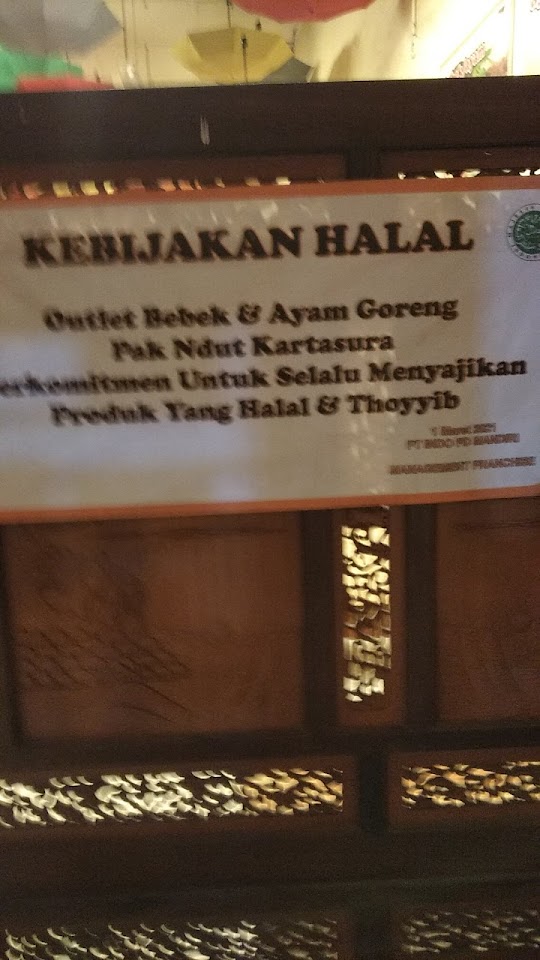 KEBIJAKAN HALAL
Outlet Bebek & Ayam Goreng
Pak Ndut Kartasura
erkomitmen Untuk Selalu Menyajikan
Produk Yang Halal & Thoyyib
1 Maret 2021
PT INDO PD MANDIRI
MANAGEMENT FRANCHISE